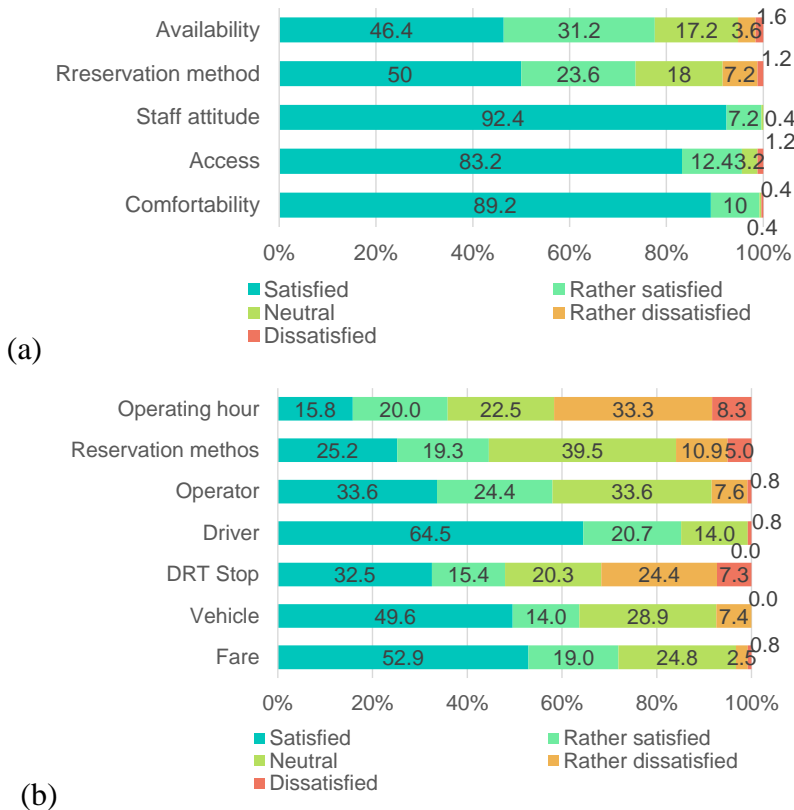 Availability 46.4 31.2 17.2 3.6 1.6
Rreservation method 50 23.6 18 7.2 1.2
Staff attitude 92.4 7.2 0.4
Access 83.2 12.4 3.2 1.2
Comfortability 89.2 10 0.4 0.4
0% 20% 40% 60% 80% 100%
Satisfied Rather satisfied
Neutral Rather dissatisfied
Dissatisfied
(a)
Operating hour 15.8 20.0 22.5 33.3 8.3
Reservation methos 25.2 19.3 39.5 10.9 5.0
Operator 33.6 24.4 33.6 7.6 0.8
Driver 64.5 20.7 14.0 0.0 0.8
DRT Stop 32.5 15.4 20.3 24.4 7.3
Vehicle 49.6 14.0 28.9 7.4 0.0
Fare 52.9 19.0 24.8 2.5 0.8
0% 20% 40% 60% 80% 100%
Satisfied Rather satisfied
Neutral Rather dissatisfied
Dissatisfied
(b)